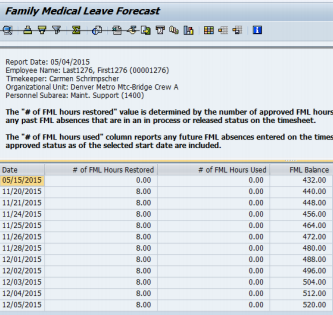 Family Medical Leave Forecast
Report Date: 05/04/2015
Employee Name: Last1276, First1276 (00001276)
Timekeeper: Carmen Schrimpscher
Organizational Unit: Denver Metro Mtc-Bridge Crew A
Personnel Subarea: Maint. Support (1400)
The "# of FML hours restored" value is determined by the number of approved FML hours
any past FML absences that are in an in process or released status on the timesheet.
The "# of FML hours used" column reports any future FML absences entered on the times
approved status as of the selected start date are included.
Date # of FML Hours Restored # of FML Hours Used FML Balance
05/15/2015 0.00 0.00 432.00
11/20/2015 8.00 0.00 440.00
11/21/2015 8.00 0.00 448.00
11/24/2015 8.00 0.00 456.00
11/25/2015 8.00 0.00 464.00
11/26/2015 8.00 0.00 472.00
11/28/2015 8.00 0.00 480.00
12/01/2015 8.00 0.00 488.00
12/02/2015 8.00 0.00 496.00
12/03/2015 8.00 0.00 504.00
12/04/2015 8.00 0.00 512.00
12/05/2015 8.00 0.00 520.00